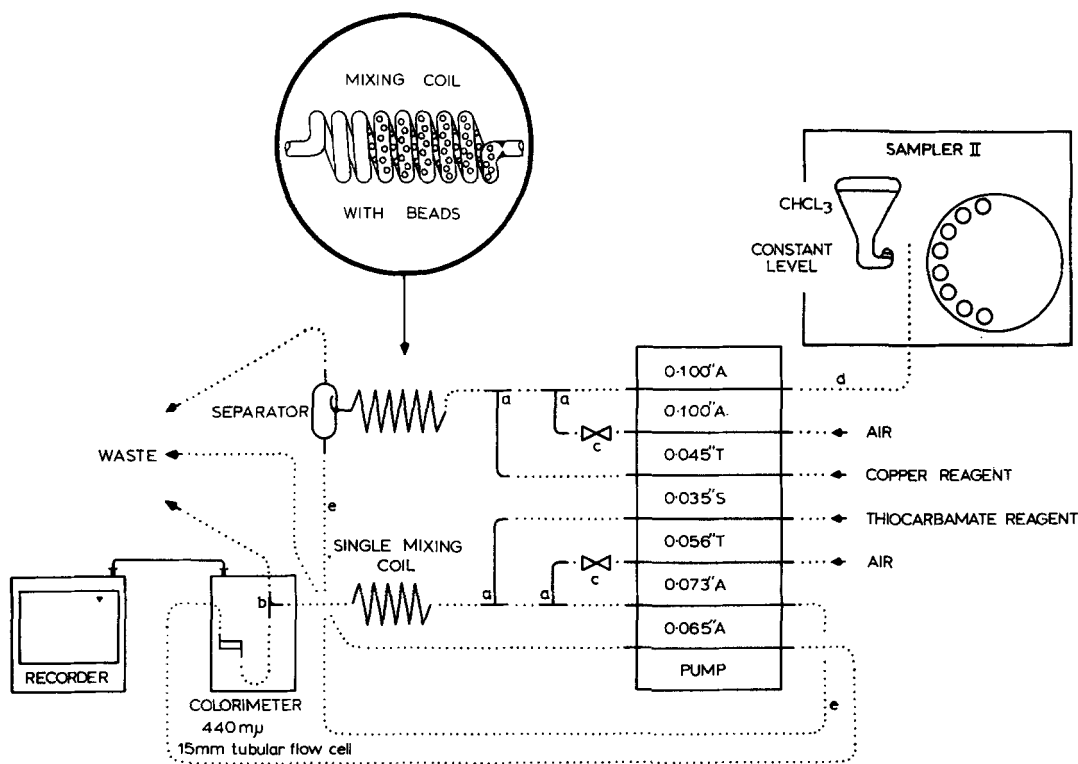 MIXING COIL
WITH BEADS
SAMPLER II
CHCL3
CONSTANT
LEVEL
0·100"A
d
a
a
0·100"A
AIR
c
SEPARATOR
0·045"T
COPPER REAGENT
WASTE
0·035"S
THIOCARBAMATE REAGENT
e
SINGLE MIXING
COIL
0·056"T
AIR
c
a
a
0·073"A
b
0·065"A
PUMP
RECORDER
COLORIMETER
440 mμ
15mm tubular flow cell
e